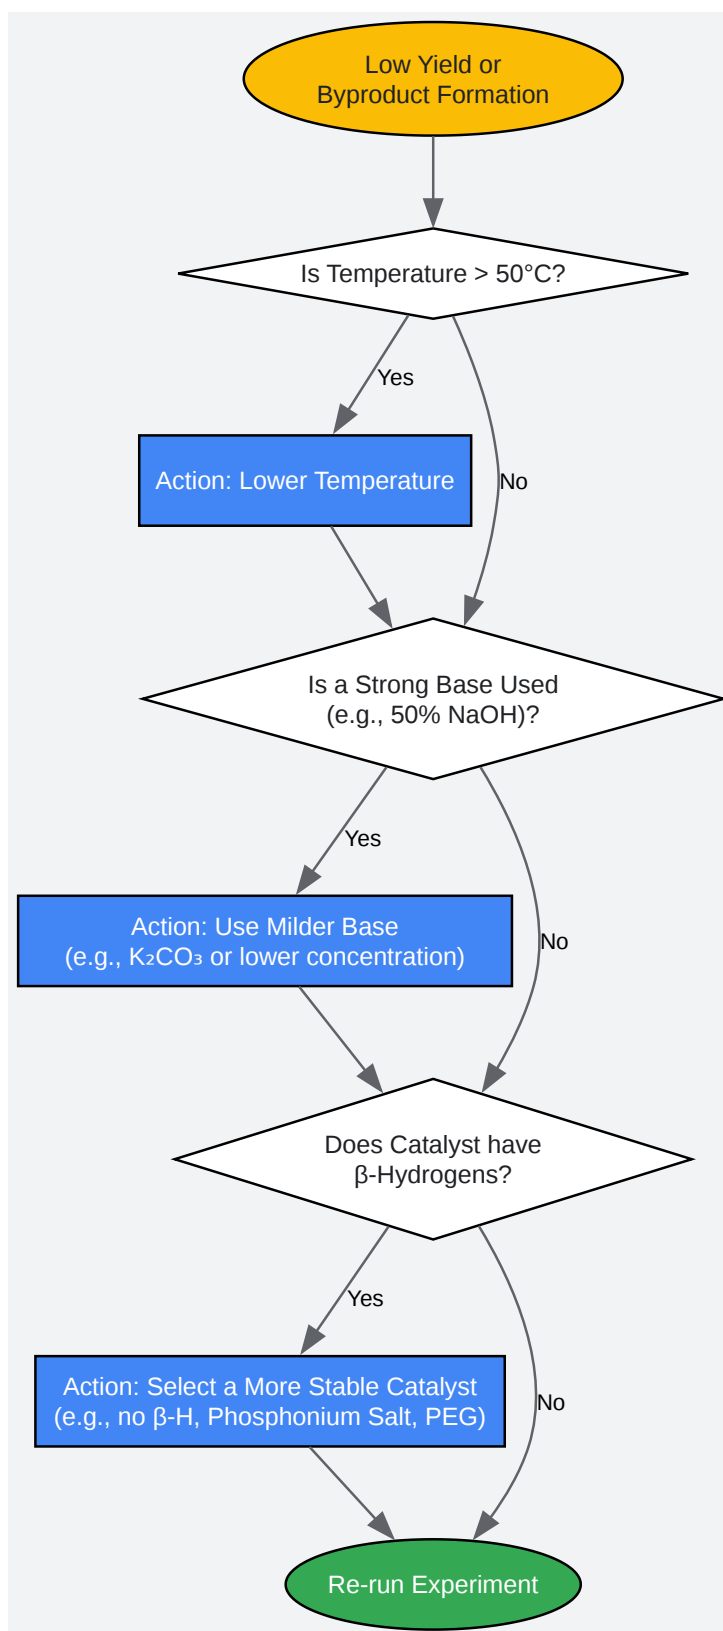 Low Yield or
Byproduct Formation
Is Temperature > 50°C?
Yes
Action: Lower Temperature
No
Is a Strong Base Used
(e.g., 50% NaOH)?
Yes
Action: Use Milder Base
(e.g., K₂CO₃ or lower concentration)
No
Does Catalyst have
β-Hydrogens?
Yes
Action: Select a More Stable Catalyst
(e.g., no β-H, Phosphonium Salt, PEG)
No
Re-run Experiment